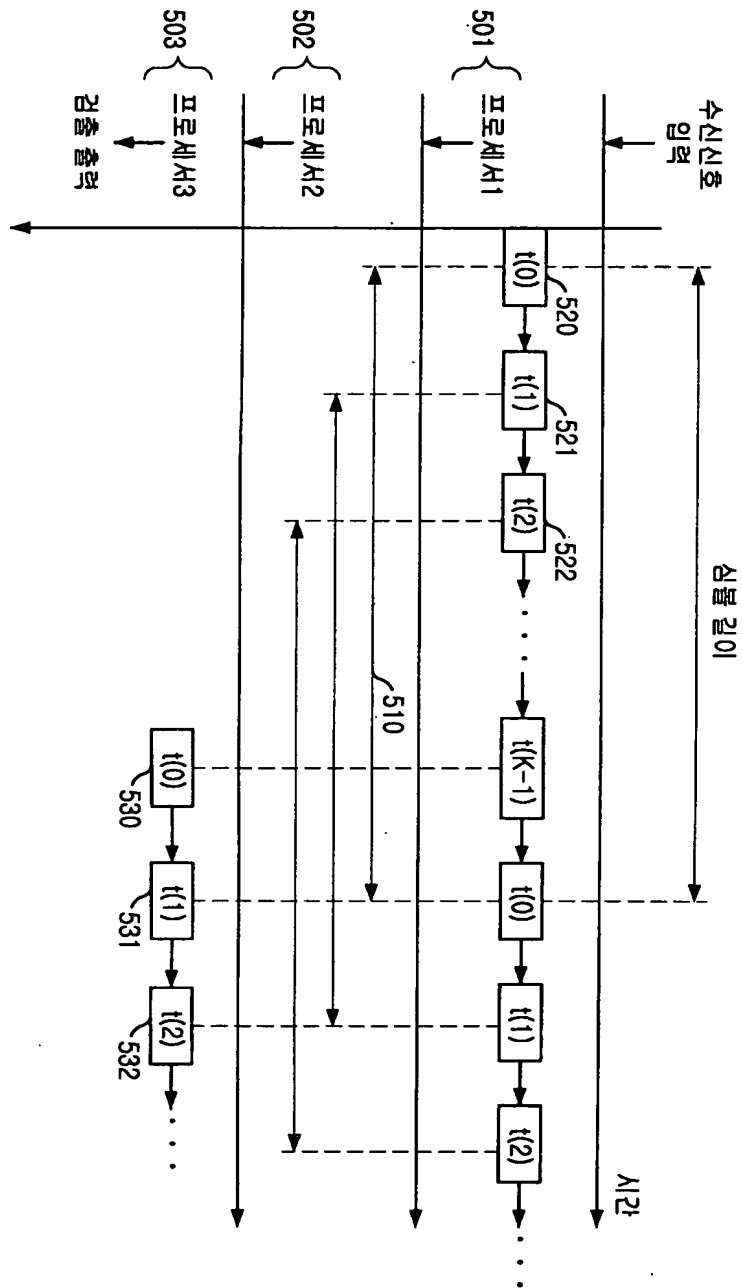 심볼 길이
수신신호
입력
시간
501
프로세서1
t(0)
t(1)
t(2)
. . .
t(K-1)
t(0)
t(1)
t(2)
. . .
520
521
522
510
502
프로세서2
503
프로세서3
t(0)
t(1)
t(2)
. . .
530
531
532
검출 출력